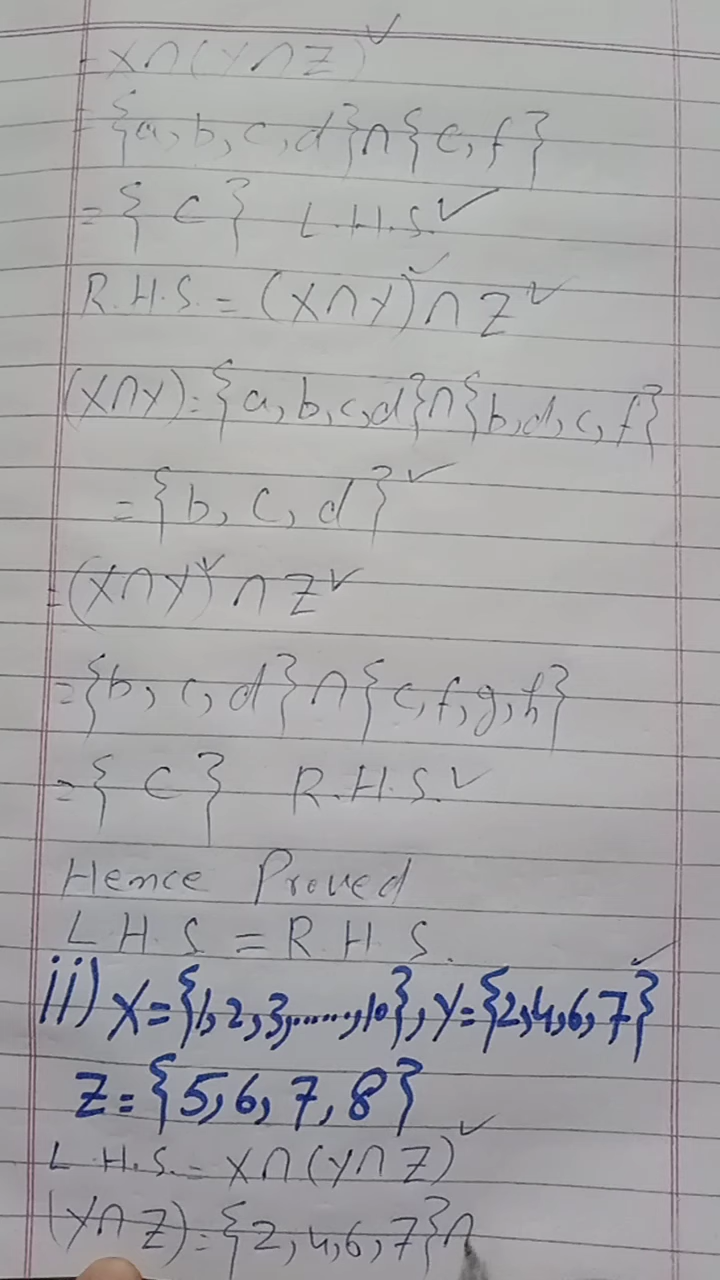 = X∩(Y∩Z)
= {a, b, c, d}∩{c, f}
= { c } L.H.S.
R.H.S. = (X∩Y)∩Z
(X∩Y) = {a, b, c, d}∩{b, d, c, f}
= {b, c, d}
= (X∩Y)∩Z
= {b, c, d}∩{c, f, g, h}
= { c } R.H.S.
Hence Proved
L.H.S = R.H.S.
ii) X={1, 2, 3,......, 10}, Y={2, 4, 6, 7}
Z={5, 6, 7, 8}
L.H.S. = X∩(Y∩Z)
(Y∩Z) = {2, 4, 6, 7}∩